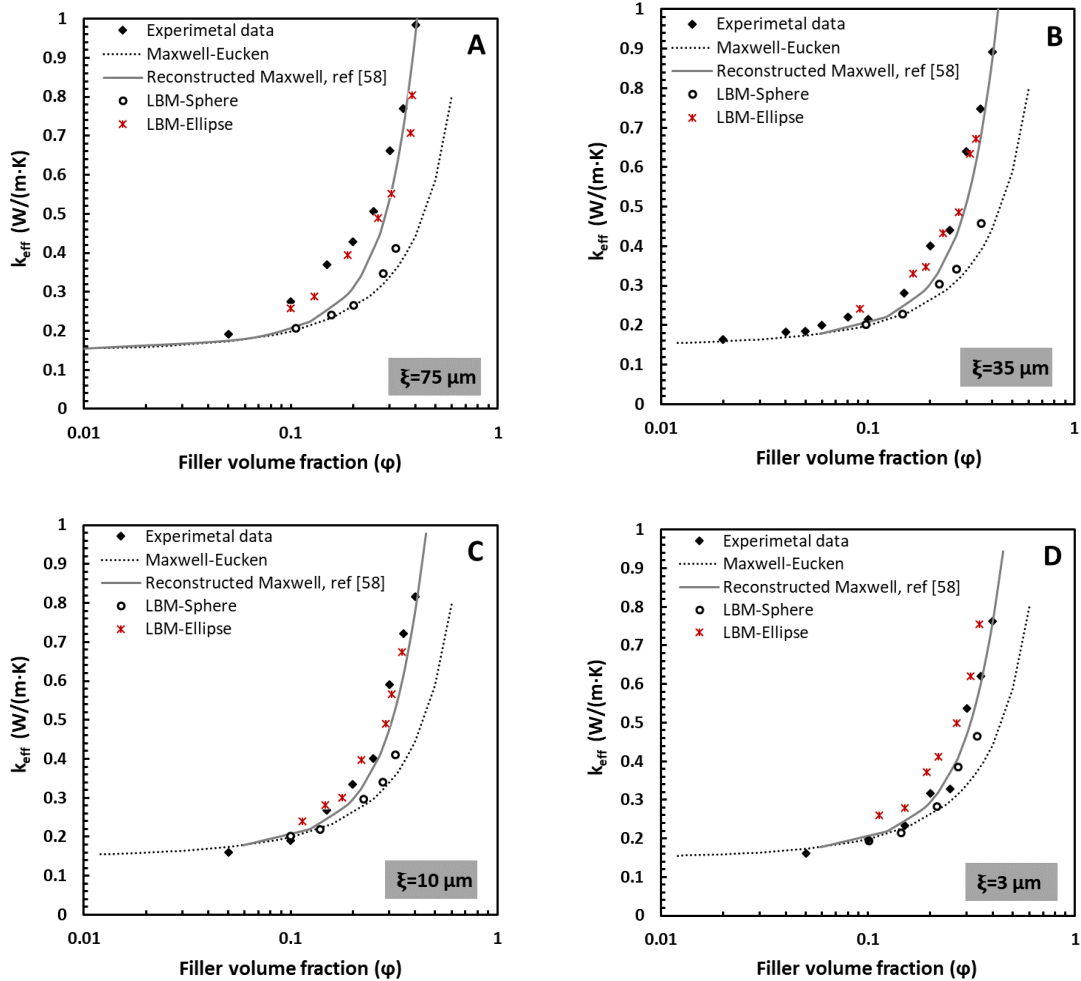 A
Experimetal data
Maxwell-Eucken
Reconstructed Maxwell, ref [58]
LBM-Sphere
LBM-Ellipse
1
0.9
0.8
0.7
0.6
0.5
0.4
0.3
0.2
0.1
0
keff (W/(m·K)
ξ=75 μm
0.01
0.1
1
Filler volume fraction (φ)
B
Experimetal data
Maxwell-Eucken
Reconstructed Maxwell, ref [58]
LBM-Sphere
LBM-Ellipse
1
0.9
0.8
0.7
0.6
0.5
0.4
0.3
0.2
0.1
0
keff (W/(m·K)
ξ=35 μm
0.01
0.1
1
Filler volume fraction (φ)
C
Experimetal data
Maxwell-Eucken
Reconstructed Maxwell, ref [58]
LBM-Sphere
LBM-Ellipse
1
0.9
0.8
0.7
0.6
0.5
0.4
0.3
0.2
0.1
0
keff (W/(m·K)
ξ=10 μm
0.01
0.1
1
Filler volume fraction (φ)
D
Experimetal data
Maxwell-Eucken
Reconstructed Maxwell, ref [58]
LBM-Sphere
LBM-Ellipse
1
0.9
0.8
0.7
0.6
0.5
0.4
0.3
0.2
0.1
0
keff (W/(m·K)
ξ=3 μm
0.01
0.1
1
Filler volume fraction (φ)